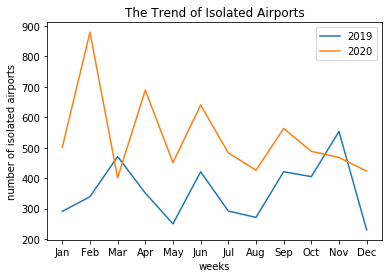 The Trend of Isolated Airports
2019
2020
number of isolated airports
900
800
700
600
500
400
300
200
Jan Feb Mar Apr May Jun Jul Aug Sep Oct Nov Dec
weeks